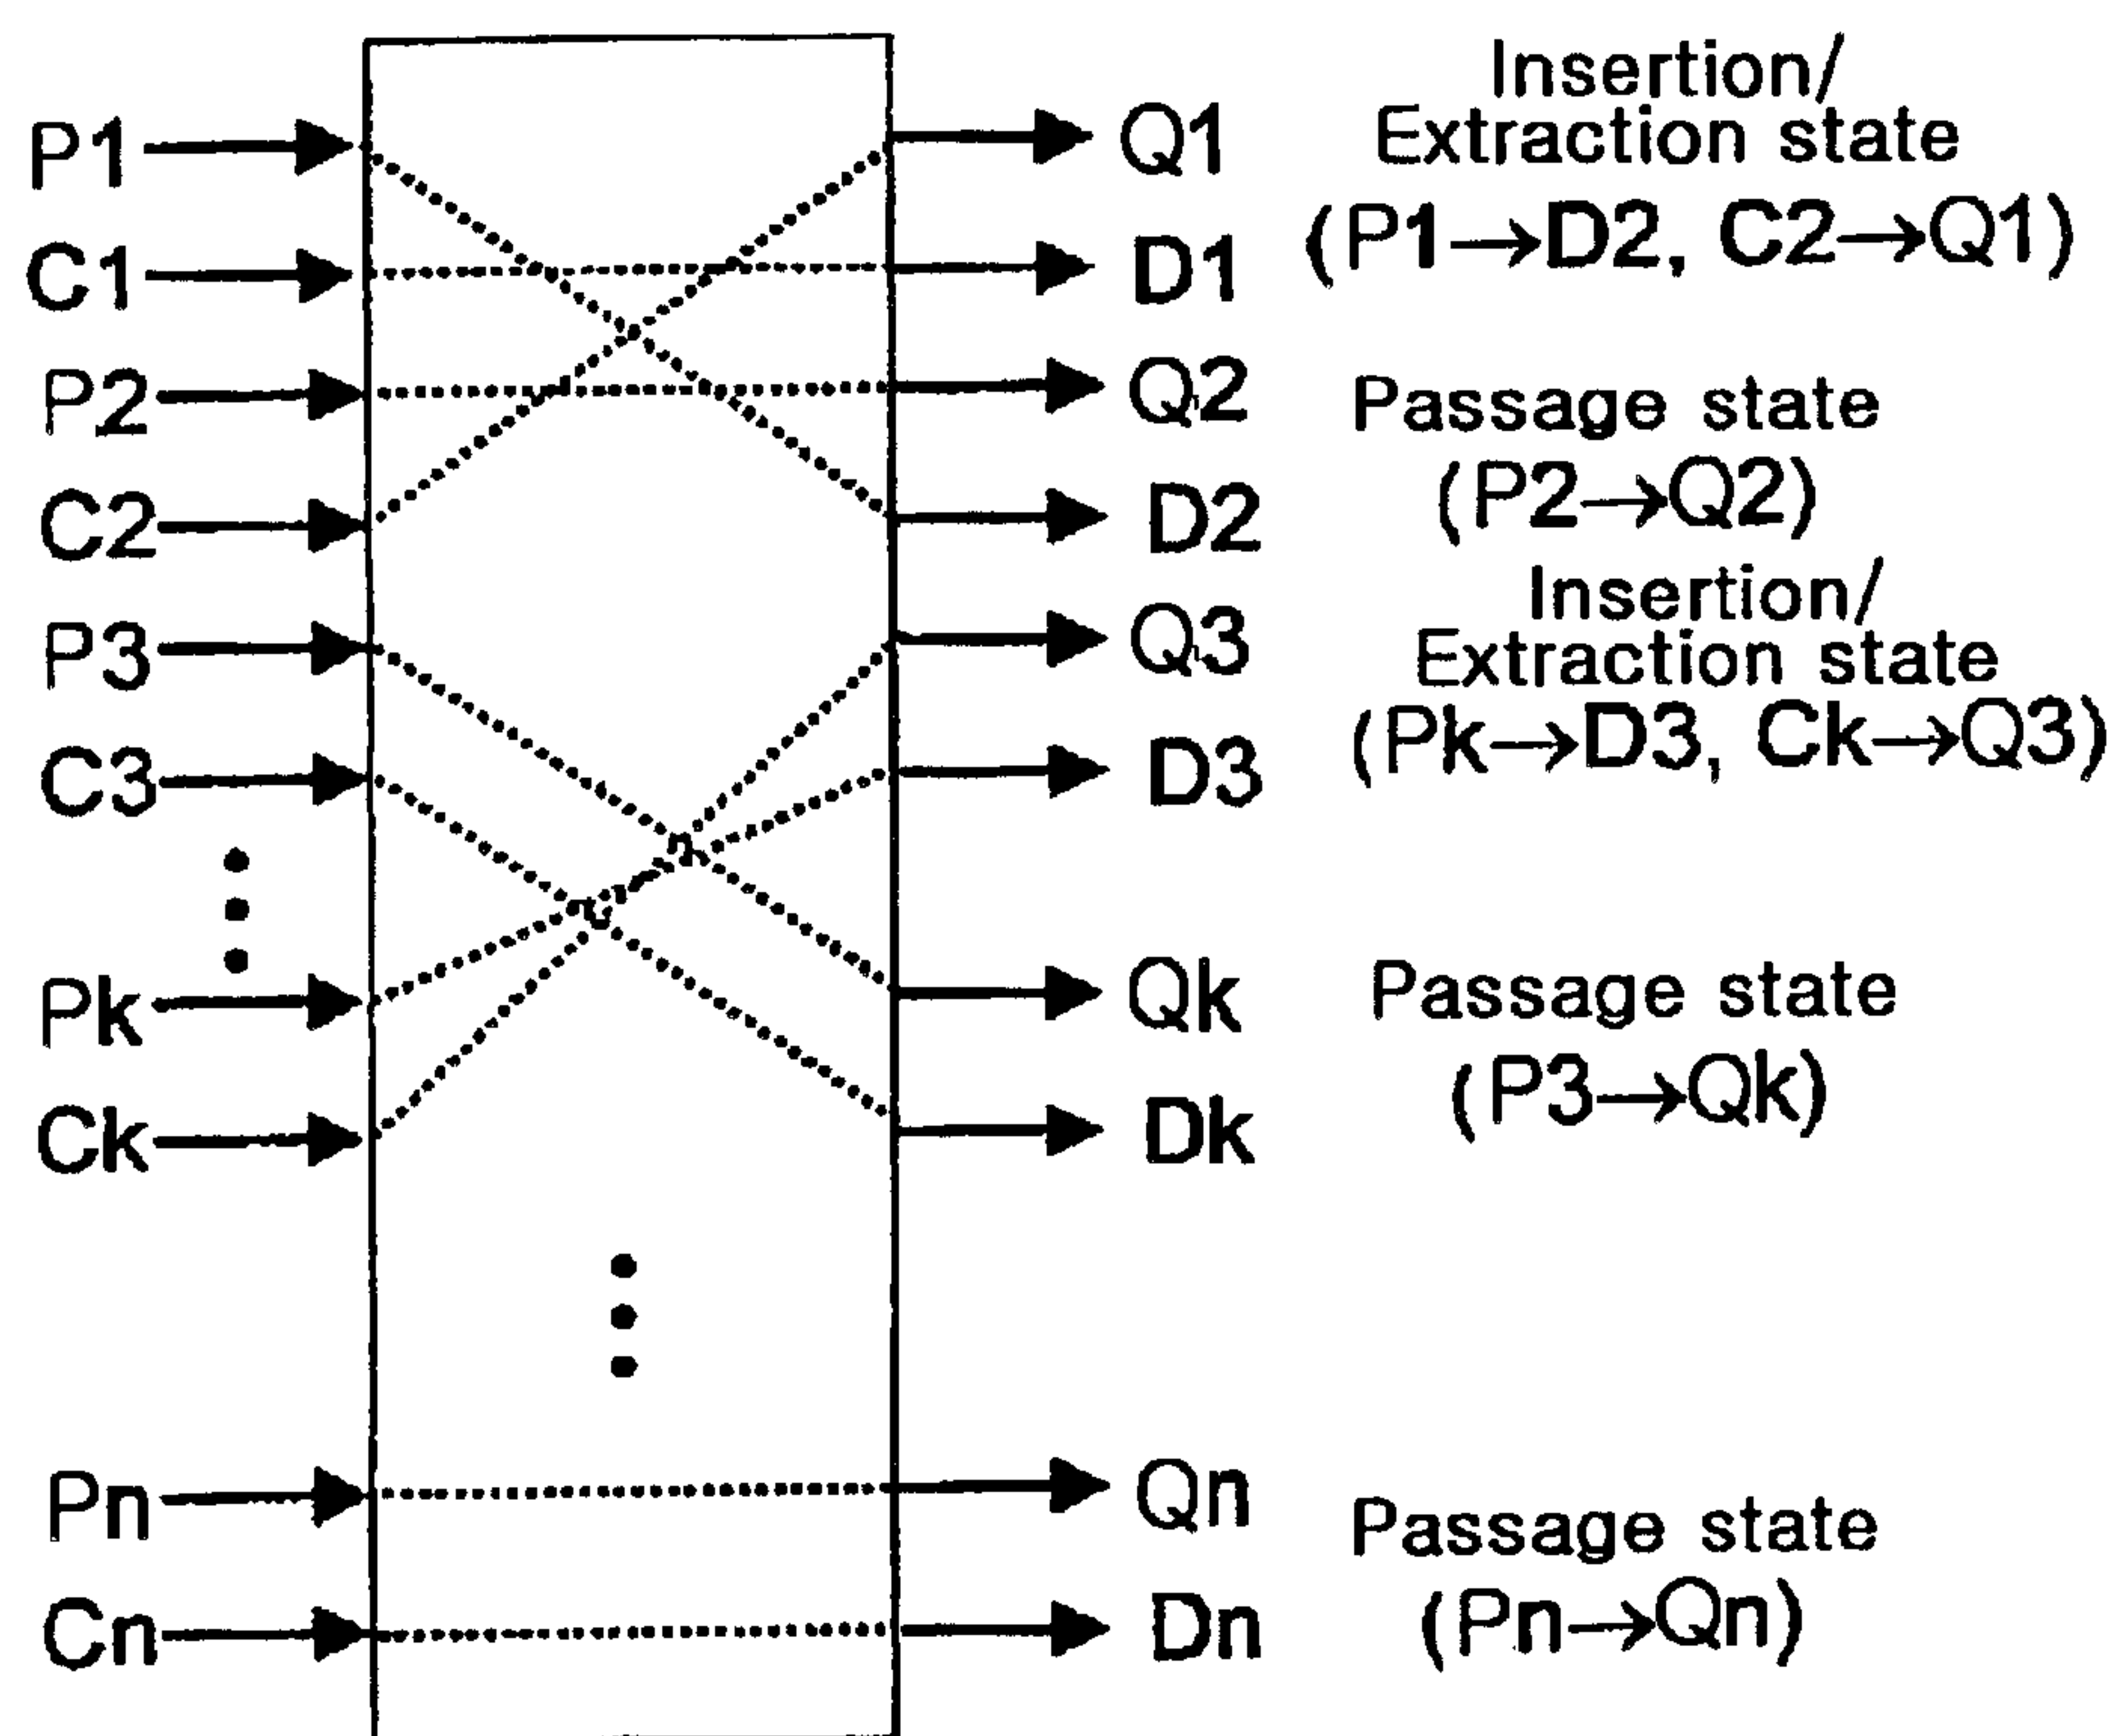 P1
C1
P2
C2
P3
C3
Pk
Ck
Pn
Cn
Q1
D1
Q2
D2
Q3
D3
Qk
Dk
Qn
Dn
Insertion/
Extraction state
(P1→D2, C2→Q1)
Passage state
(P2→Q2)
Insertion/
Extraction state
(Pk→D3, Ck→Q3)
Passage state
(P3→Qk)
Passage state
(Pn→Qn)